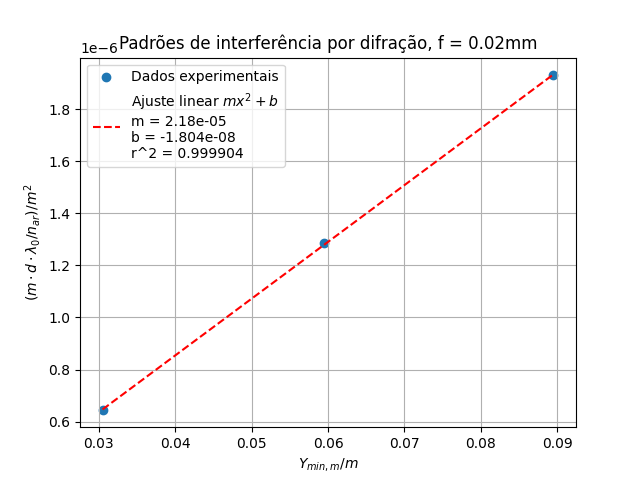 Padrões de interferência por difração, f = 0.02mm
1e−6
Dados experimentais
Ajuste linear mx² + b
m = 2.18e-05
b = -1.804e-08
r^2 = 0.999904
1.8
1.6
1.4
1.2
1.0
0.8
0.6
(m · d · λ₀/nₐᵣ)/m²
0.03 0.04 0.05 0.06 0.07 0.08 0.09
Y_{min, m}/m